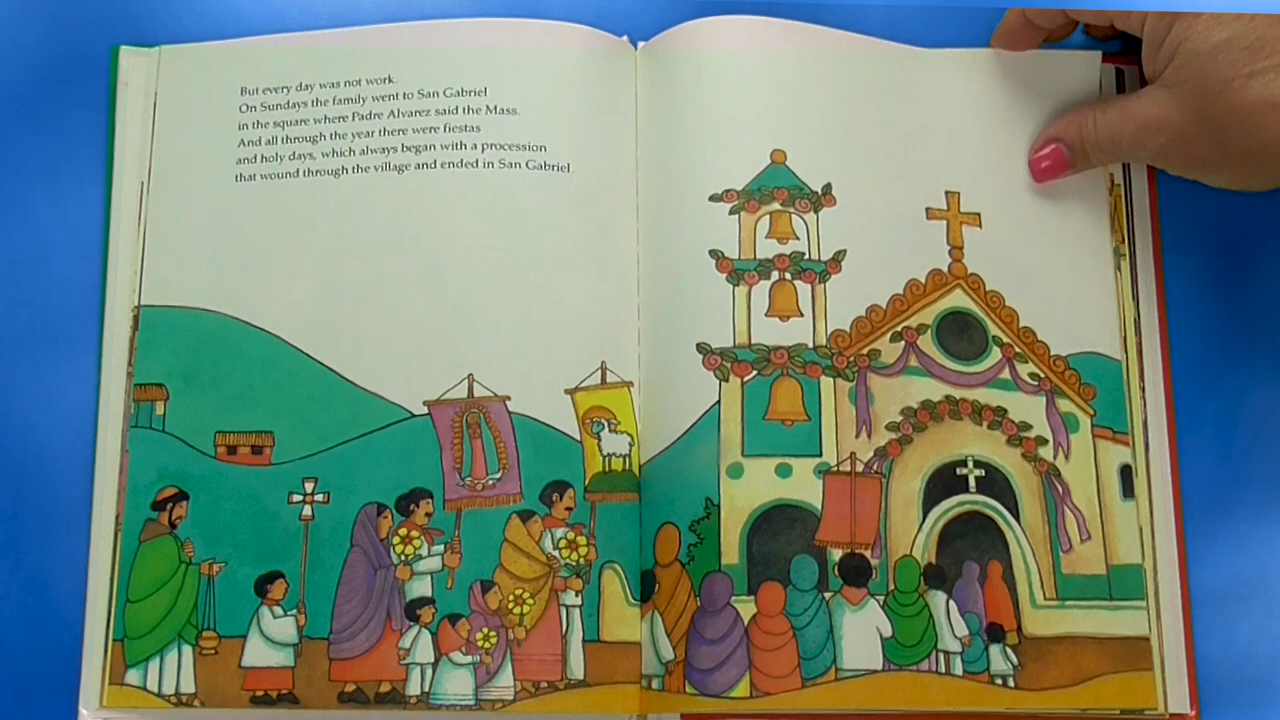 But every day was not work.
On Sundays the family went to San Gabriel
in the square where Padre Alvarez said the Mass.
And all through the year there were fiestas
and holy days, which always began with a procession
that wound through the village and ended in San Gabriel.